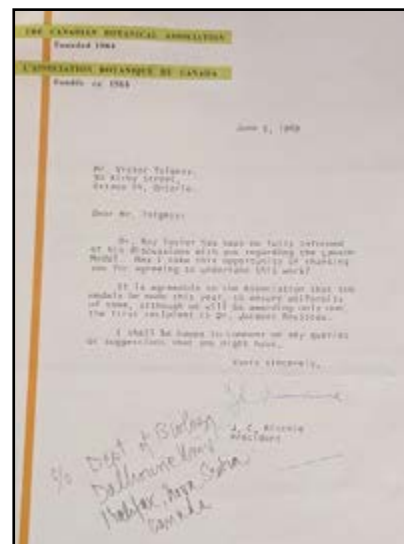 THE CANADIAN BOTANICAL ASSOCIATION
Founded 1964
L'ASSOCIATION BOTANIQUE DU CANADA
Fondée en 1964
June 5, 1969
Mr. Victor Tolgesy
Street,
Ottawa Ontario.
Dear Mr. Tolgesy:
Dr. Roy Taylor has kept me fully informed
of his discussions with you regarding the Lawson
Medal. May I take this opportunity of thanking
you for agreeing to undertake this work?
It is agreeable to the Association that
medals be made this year, to ensure uniformity
of tone, although we will be awarding only one
the first recipient is Dr. Jacques Rousseau.
I shall be happy to comment on any queries
or suggestions that you might have.
Yours sincerely,
J. C. Ritchie
President
c/o Dept of Biology
Dalhousie Univ
Halifax, Nova Scotia
Canada